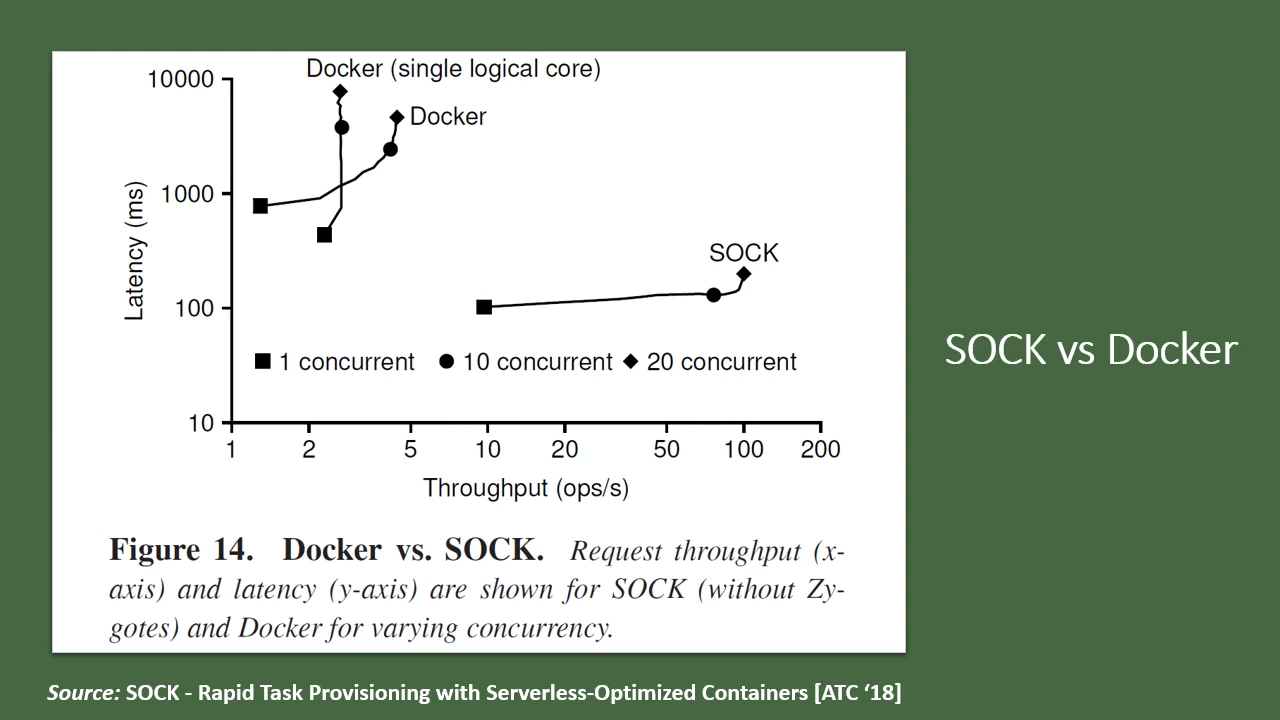 Docker (single logical core)
10000
Docker
1000
Latency (ms)
SOCK
100
1 concurrent 10 concurrent 20 concurrent
10
1 2 5 10 20 50 100 200
Throughput (ops/s)
Figure 14. Docker vs. SOCK. Request throughput (x-
axis) and latency (y-axis) are shown for SOCK (without Zy-
gotes) and Docker for varying concurrency.
SOCK vs Docker
Source: SOCK - Rapid Task Provisioning with Serverless-Optimized Containers [ATC ‘18]